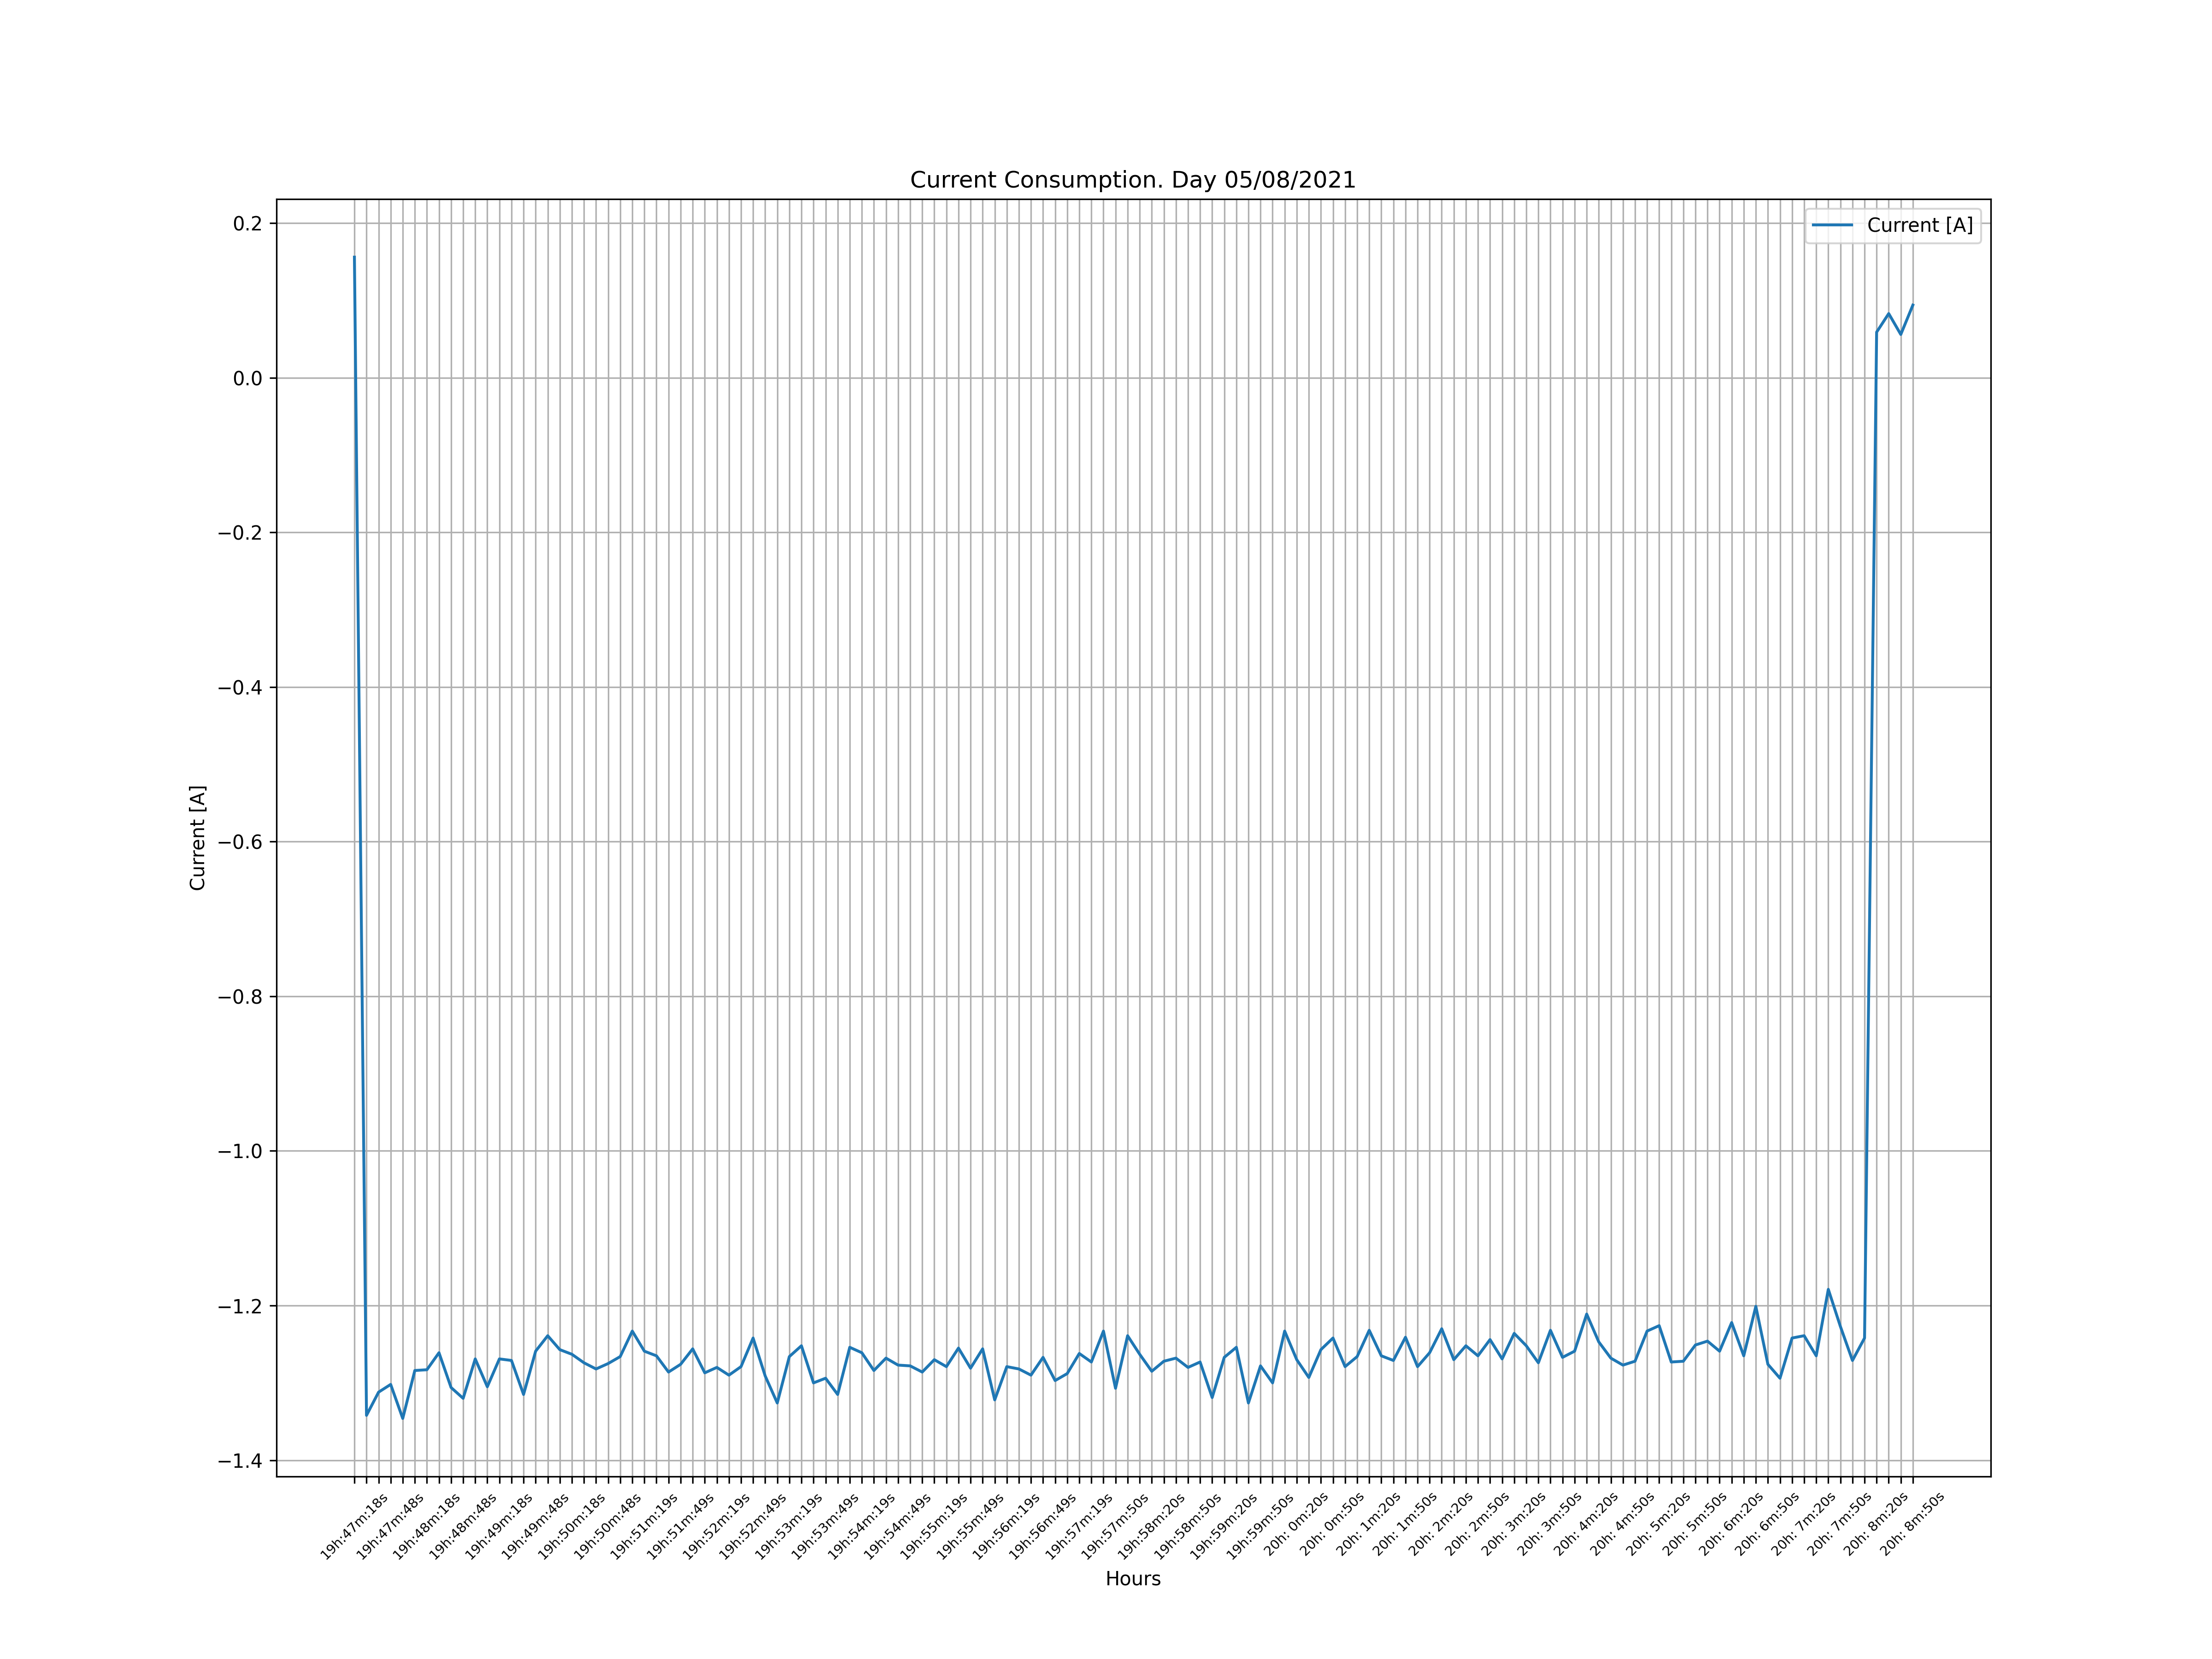 Current Consumption. Day 05/08/2021
Current [A]
0.2
0.0
−0.2
−0.4
−0.6
−0.8
−1.0
−1.2
−1.4
Current [A]
19h:47m:18s
19h:47m:48s
19h:48m:18s
19h:48m:48s
19h:49m:18s
19h:49m:48s
19h:50m:18s
19h:50m:48s
19h:51m:19s
19h:51m:49s
19h:52m:19s
19h:52m:49s
19h:53m:19s
19h:53m:49s
19h:54m:19s
19h:54m:49s
19h:55m:19s
19h:55m:49s
19h:56m:19s
19h:56m:49s
19h:57m:19s
19h:57m:50s
19h:58m:20s
19h:58m:50s
19h:59m:20s
19h:59m:50s
20h: 0m:20s
20h: 0m:50s
20h: 1m:20s
20h: 1m:50s
20h: 2m:20s
20h: 2m:50s
20h: 3m:20s
20h: 3m:50s
20h: 4m:20s
20h: 4m:50s
20h: 5m:20s
20h: 5m:50s
20h: 6m:20s
20h: 6m:50s
20h: 7m:20s
20h: 7m:50s
20h: 8m:20s
20h: 8m:50s
Hours